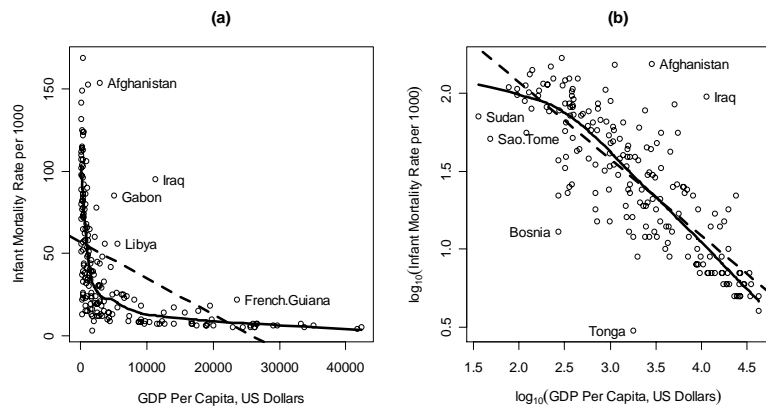 (a)
Infant Mortality Rate per 1000
0
50
100
150
Afghanistan
Iraq
Gabon
Libya
French.Guiana
0 10000 20000 30000 40000
GDP Per Capita, US Dollars
(b)
log₁₀(Infant Mortality Rate per 1000)
0.5
1.0
1.5
2.0
Afghanistan
Iraq
Sudan
Sao.Tome
Bosnia
Tonga
1.5 2.0 2.5 3.0 3.5 4.0 4.5
log₁₀(GDP Per Capita, US Dollars)